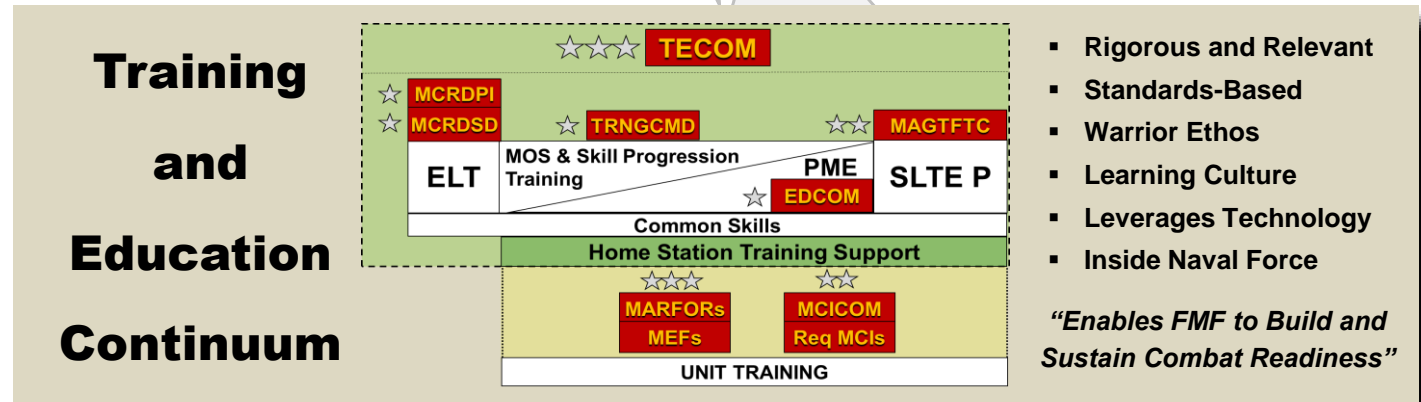 Training
and
Education
Continuum
TECOM
MCRDPI
MCRDSD
TRNGCMD
MAGTFTC
ELT
MOS & Skill Progression
Training
PME
EDCOM
SLTE P
Common Skills
Home Station Training Support
MARFORs
MEFs
MCICOM
Req MCIs
UNIT TRAINING
▪ Rigorous and Relevant
▪ Standards-Based
▪ Warrior Ethos
▪ Learning Culture
▪ Leverages Technology
▪ Inside Naval Force
“Enables FMF to Build and
Sustain Combat Readiness”